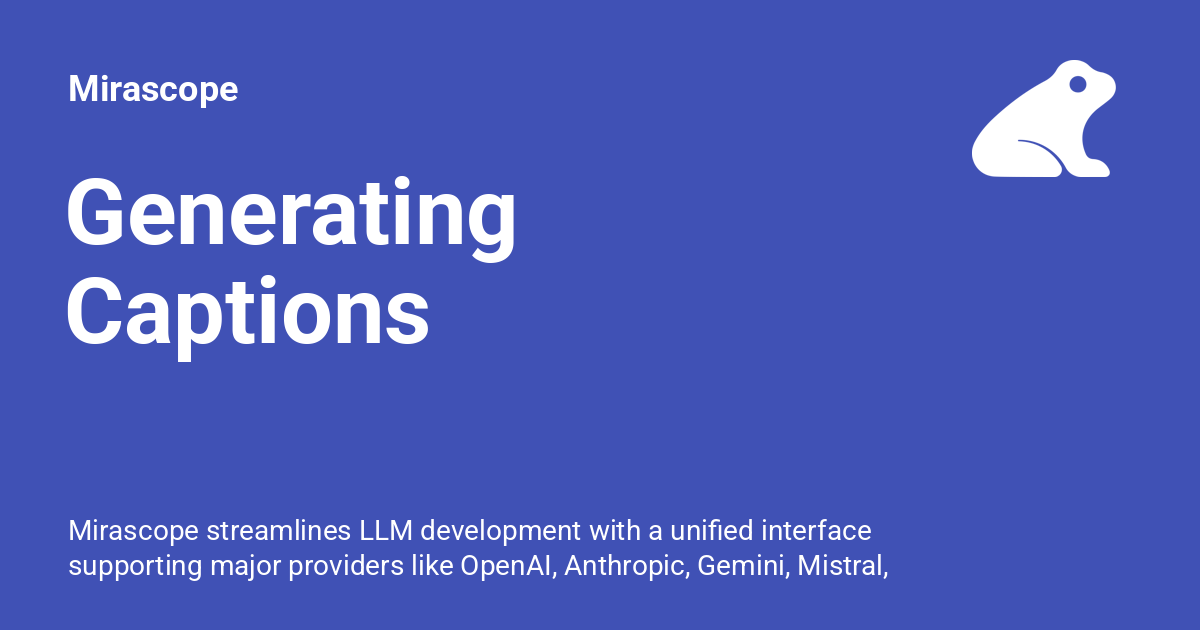 Mirascope
Generating
Captions
Mirascope streamlines LLM development with a unified interface
supporting major providers like OpenAI, Anthropic, Gemini, Mistral,